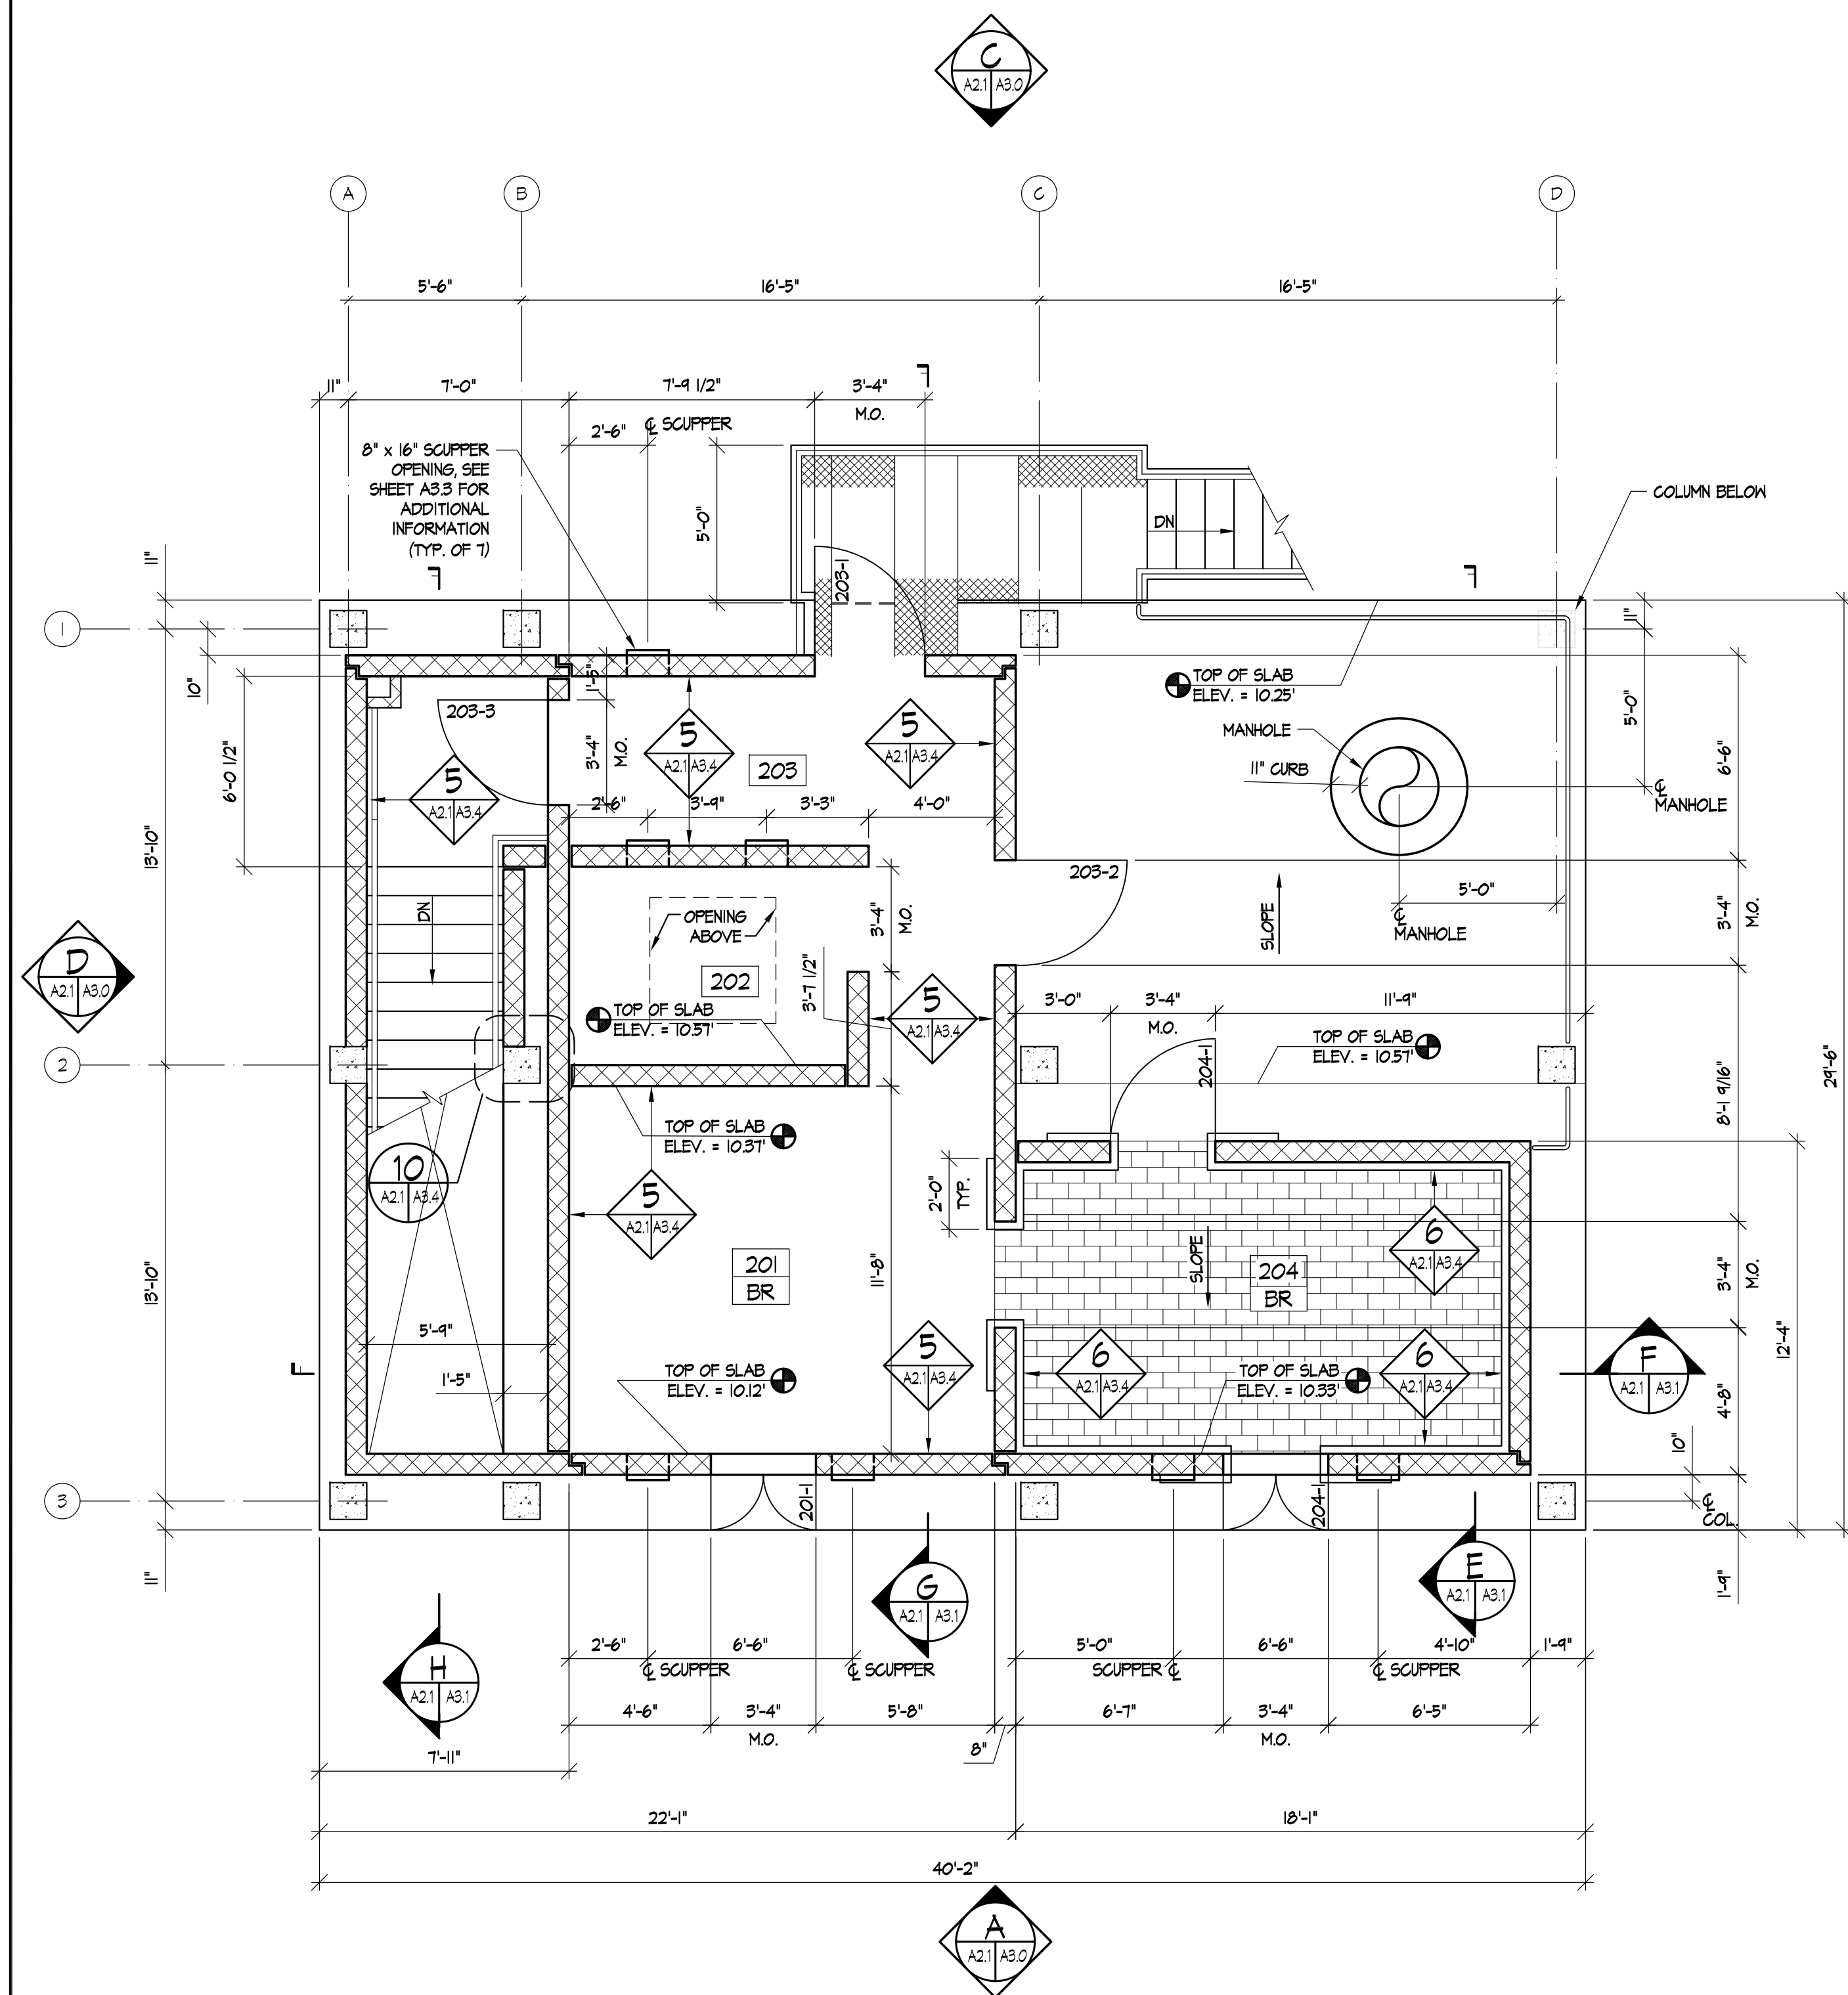 C
A2.1 A3.0
A
B
C
D
5'-6"
16'-5"
16'-5"
11"
7'-0"
7'-9 1/2"
3'-4"
M.O.
2'-6"
℄ SCUPPER
8" x 16" SCUPPER
OPENING, SEE
SHEET A3.3 FOR
ADDITIONAL
INFORMATION
(TYP. OF 7)
5'-0"
DN
COLUMN BELOW
203-1
11"
1
10"
11"
1'-5"
203-3
5
A2.1 A3.4
5
A2.1 A3.4
TOP OF SLAB
ELEV. = 10.25'
5'-0"
MANHOLE
11" CURB
6'-0 1/2"
3'-4"
M.O.
5
A2.1 A3.4
203
6'-6"
℄
MANHOLE
2'-6"
3'-9"
3'-3"
4'-0"
13'-10"
203-2
5'-0"
℄
MANHOLE
OPENING
ABOVE
3'-4"
M.O.
DN
SLOPE
3'-4"
M.O.
D
A2.1 A3.0
202
3'-7 1/2"
5
A2.1 A3.4
3'-0"
3'-4"
M.O.
11'-9"
TOP OF SLAB
ELEV. = 10.57'
TOP OF SLAB
ELEV. = 10.57'
2
204-1
29'-6"
8'-1 9/16"
TOP OF SLAB
ELEV. = 10.37'
10
A2.1 A3.4
2'-0"
TYP.
5
A2.1 A3.4
6
A2.1 A3.4
13'-10"
201
BR
11'-8"
SLOPE
204
BR
3'-4"
M.O.
5'-9"
5
A2.1 A3.4
6
A2.1 A3.4
6
A2.1 A3.4
12'-4"
F
A2.1 A3.1
1'-5"
TOP OF SLAB
ELEV. = 10.12'
TOP OF SLAB
ELEV. = 10.33'
4'-8"
10"
3
201-1
204-1
℄
COL.
11"
1'-9"
G
A2.1 A3.1
E
A2.1 A3.1
H
A2.1 A3.1
2'-6"
6'-6"
5'-0"
6'-6"
4'-10"
1'-9"
℄ SCUPPER
℄ SCUPPER
SCUPPER ℄
℄ SCUPPER
4'-6"
3'-4"
M.O.
5'-8"
8"
6'-7"
3'-4"
M.O.
6'-5"
7'-11"
22'-1"
18'-1"
40'-2"
A
A2.1 A3.0